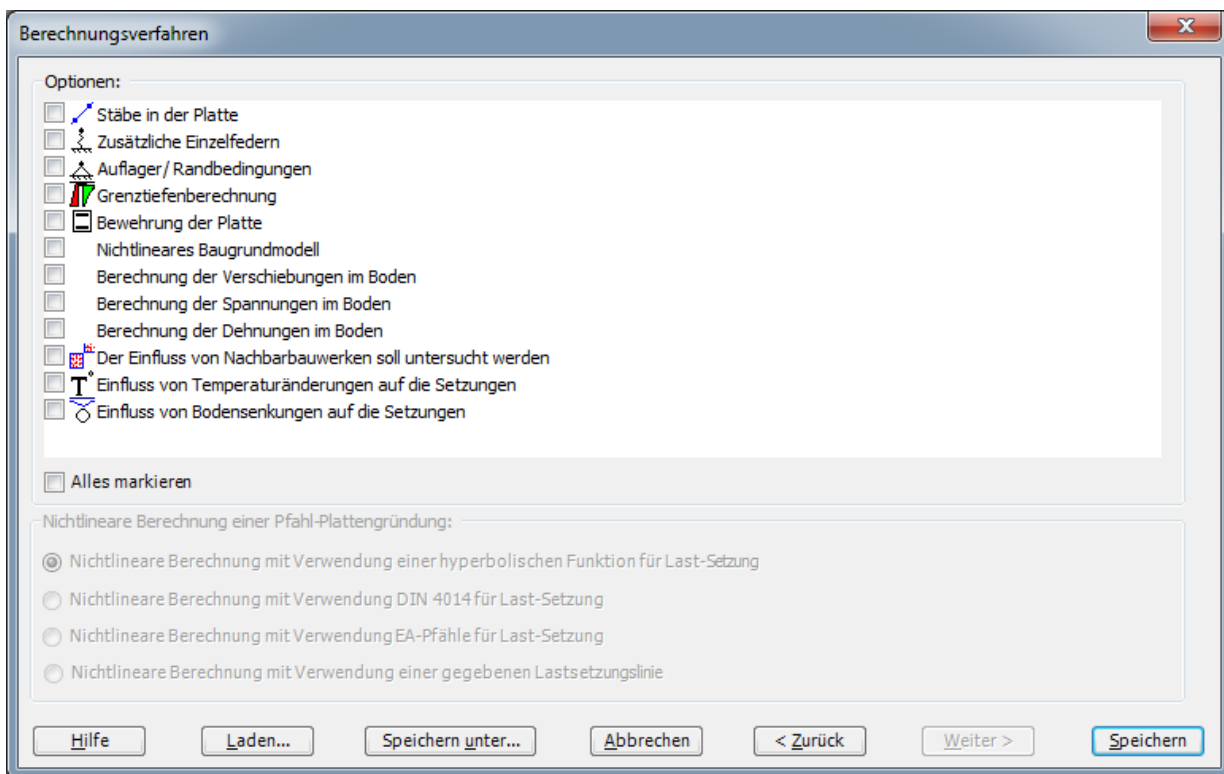 Berechnungsverfahren
Optionen:
Stäbe in der Platte
Zusätzliche Einzelfedern
Auflager/ Randbedingungen
Grenztiefenberechnung
Bewehrung der Platte
Nichtlineares Baugrundmodell
Berechnung der Verschiebungen im Boden
Berechnung der Spannungen im Boden
Berechnung der Dehnungen im Boden
Der Einfluss von Nachbarbauwerken soll untersucht werden
Einfluss von Temperaturänderungen auf die Setzungen
Einfluss von Bodensenkungen auf die Setzungen
Alles markieren
Nichtlineare Berechnung einer Pfahl-Plattengründung:
Nichtlineare Berechnung mit Verwendung einer hyperbolischen Funktion für Last-Setzung
Nichtlineare Berechnung mit Verwendung DIN 4014 für Last-Setzung
Nichtlineare Berechnung mit Verwendung EA-Pfähle für Last-Setzung
Nichtlineare Berechnung mit Verwendung einer gegebenen Lastsetzungslinie
Hilfe Laden... Speichern unter... Abbrechen < Zurück Weiter > Speichern